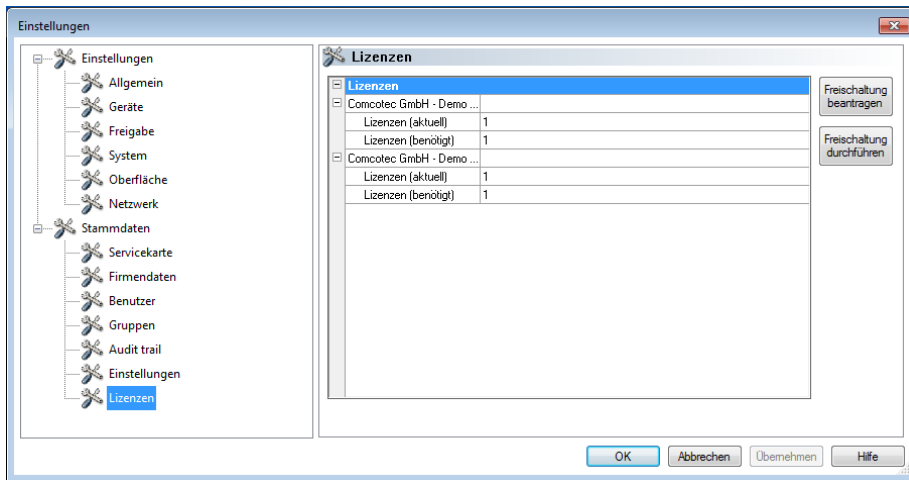 Einstellungen
Einstellungen
Allgemein
Geräte
Freigabe
System
Oberfläche
Netzwerk
Stammdaten
Servicekarte
Firmendaten
Benutzer
Gruppen
Audit trail
Einstellungen
Lizenzen
Lizenzen
Lizenzen
Comcotec GmbH - Demo ...
Lizenzen (aktuell) 1
Lizenzen (benötigt) 1
Comcotec GmbH - Demo ...
Lizenzen (aktuell) 1
Lizenzen (benötigt) 1
Freischaltung
beantragen
Freischaltung
durchführen
OK Abbrechen Übernehmen Hilfe